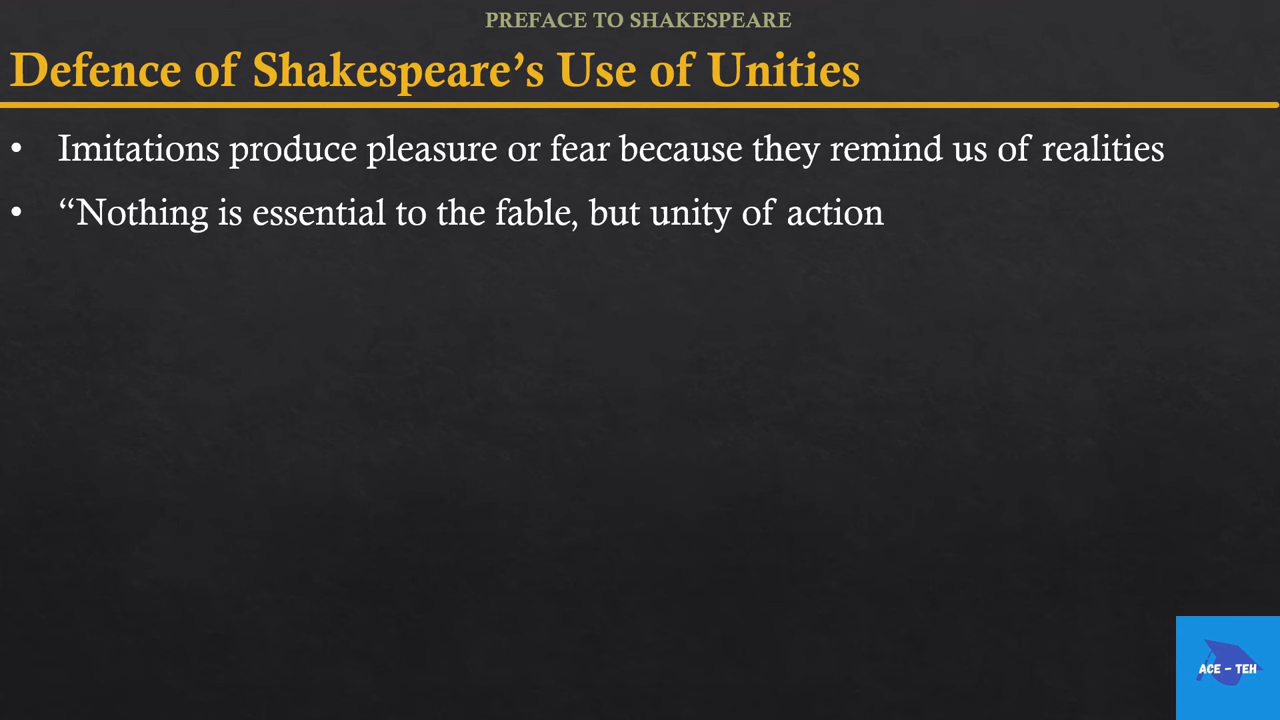 PREFACE TO SHAKESPEARE
Defence of Shakespeare’s Use of Unities
• Imitations produce pleasure or fear because they remind us of realities
• “Nothing is essential to the fable, but unity of action
ACE – TEH